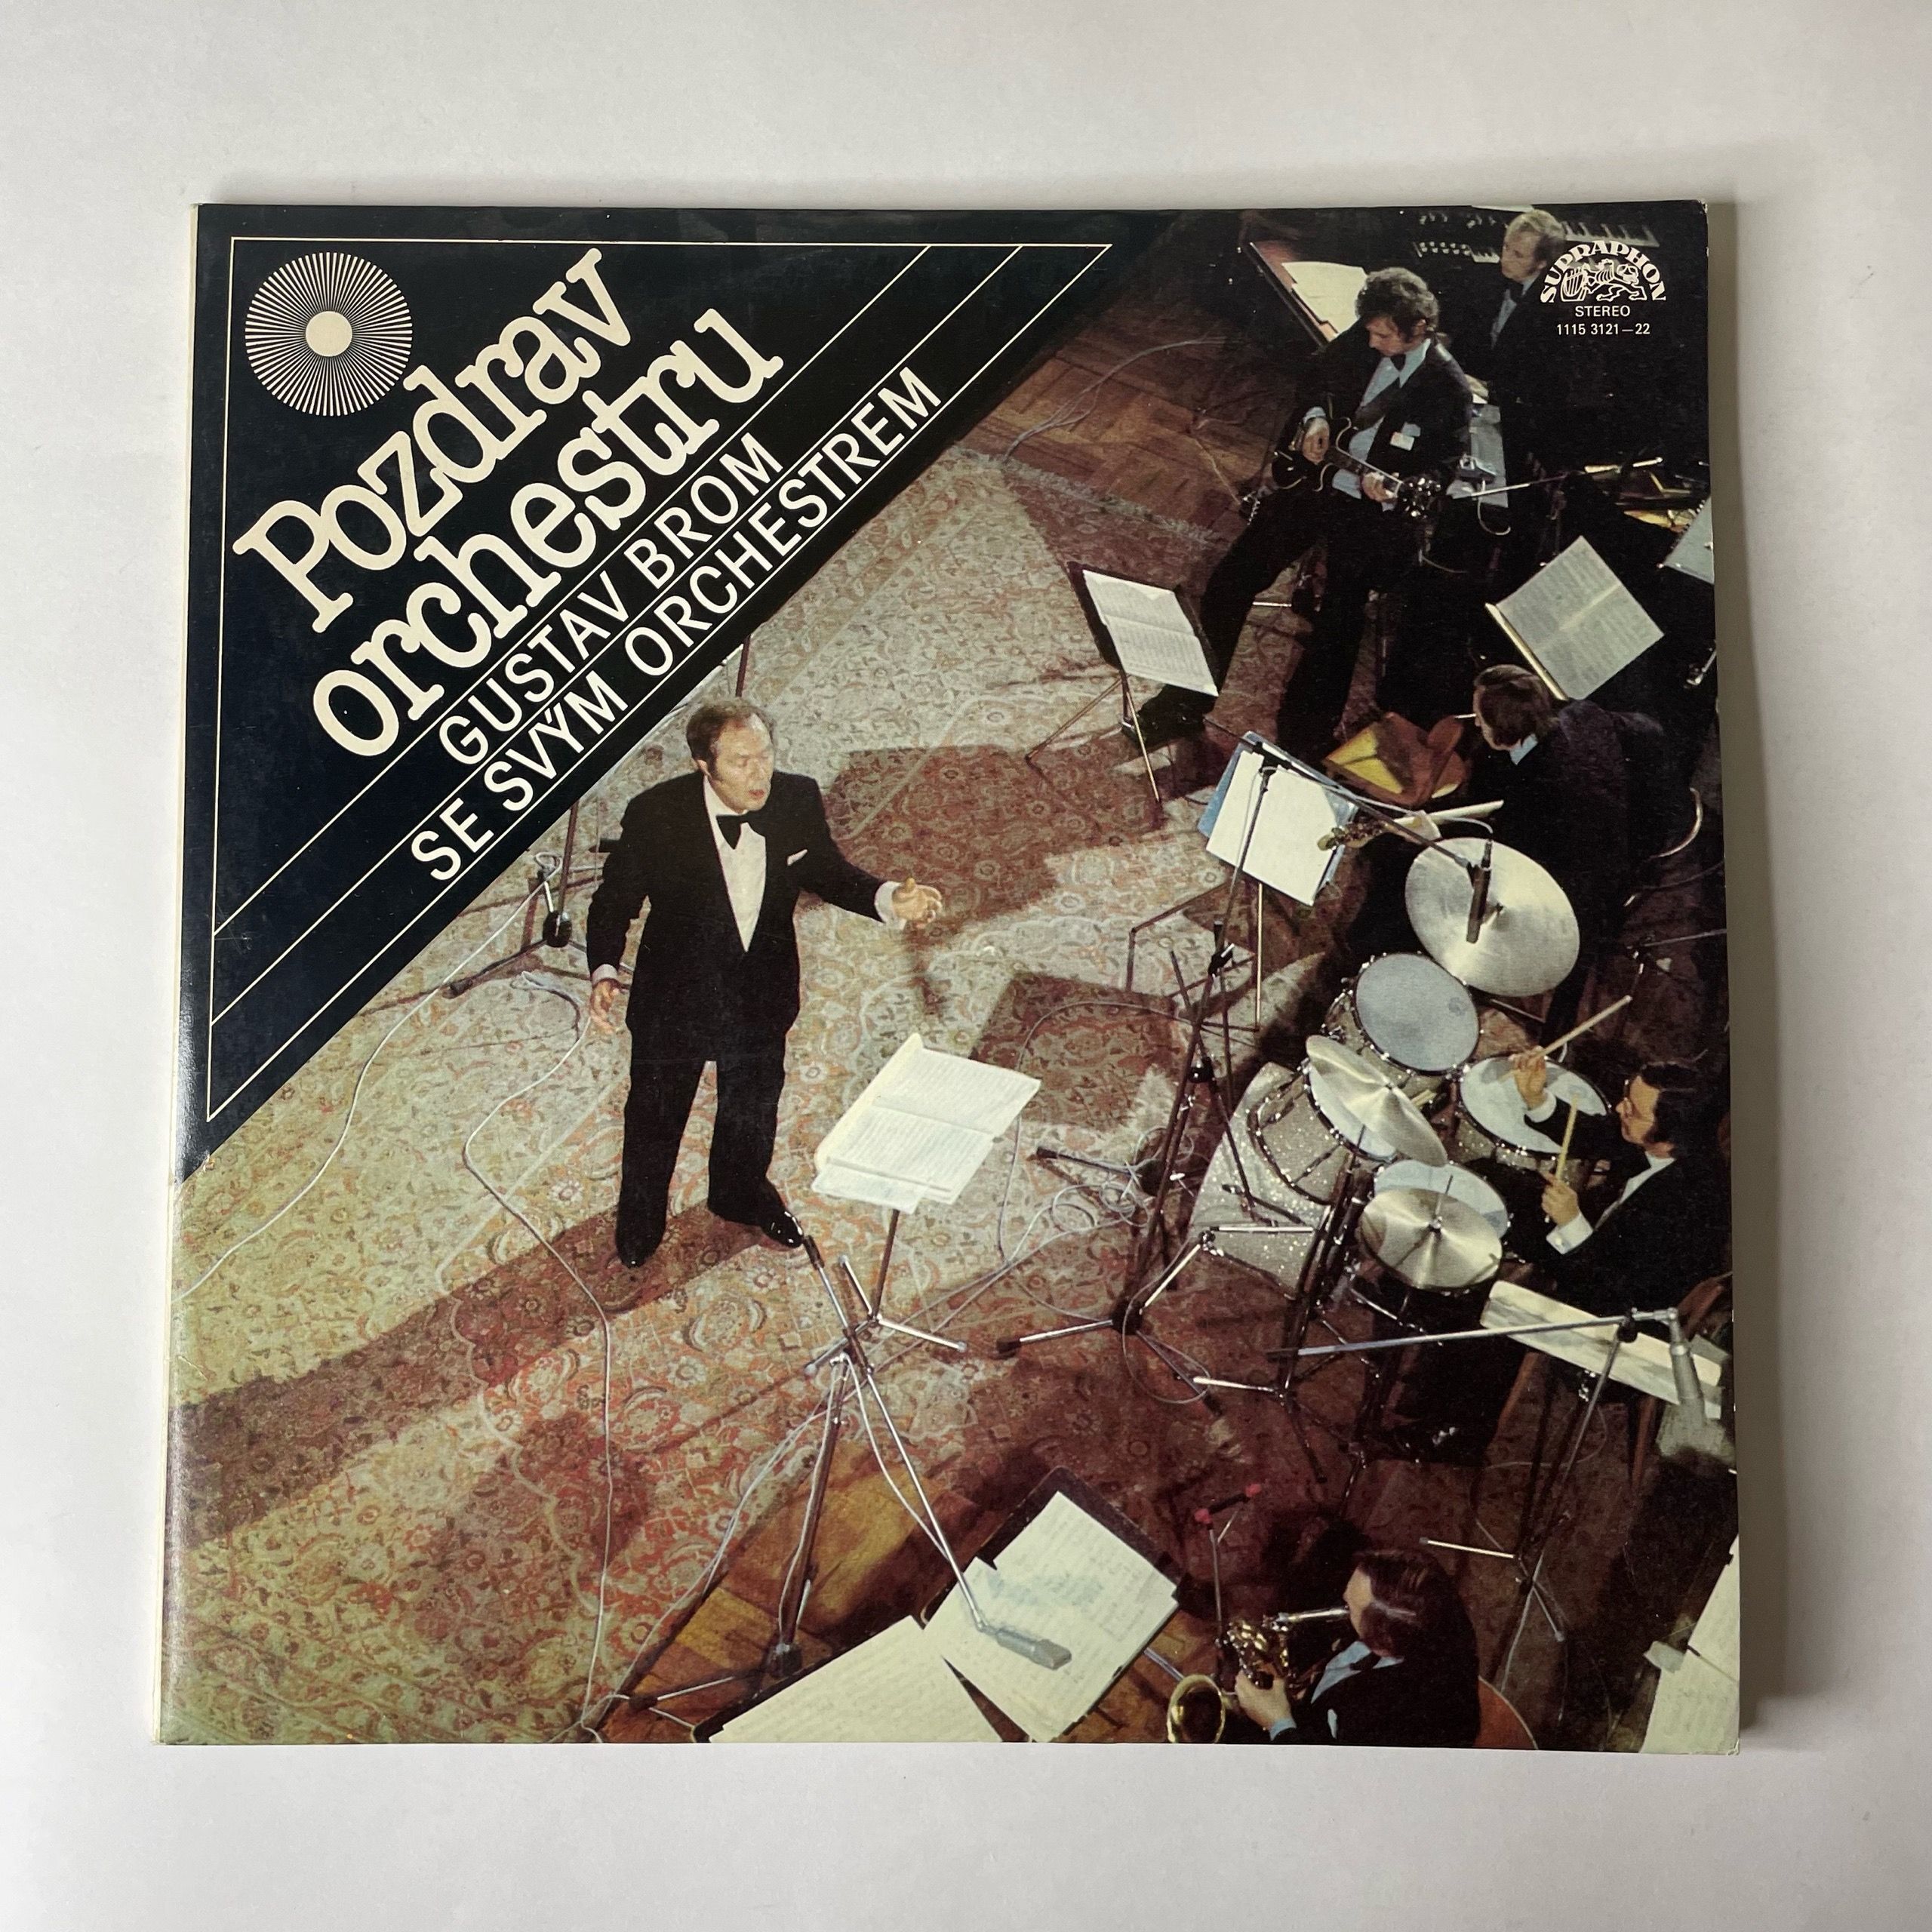 Pozdrav
orchestru
GUSTAV BROM
SE SVÝM ORCHESTREM
SUPRAPHON
STEREO
1115 3121—22